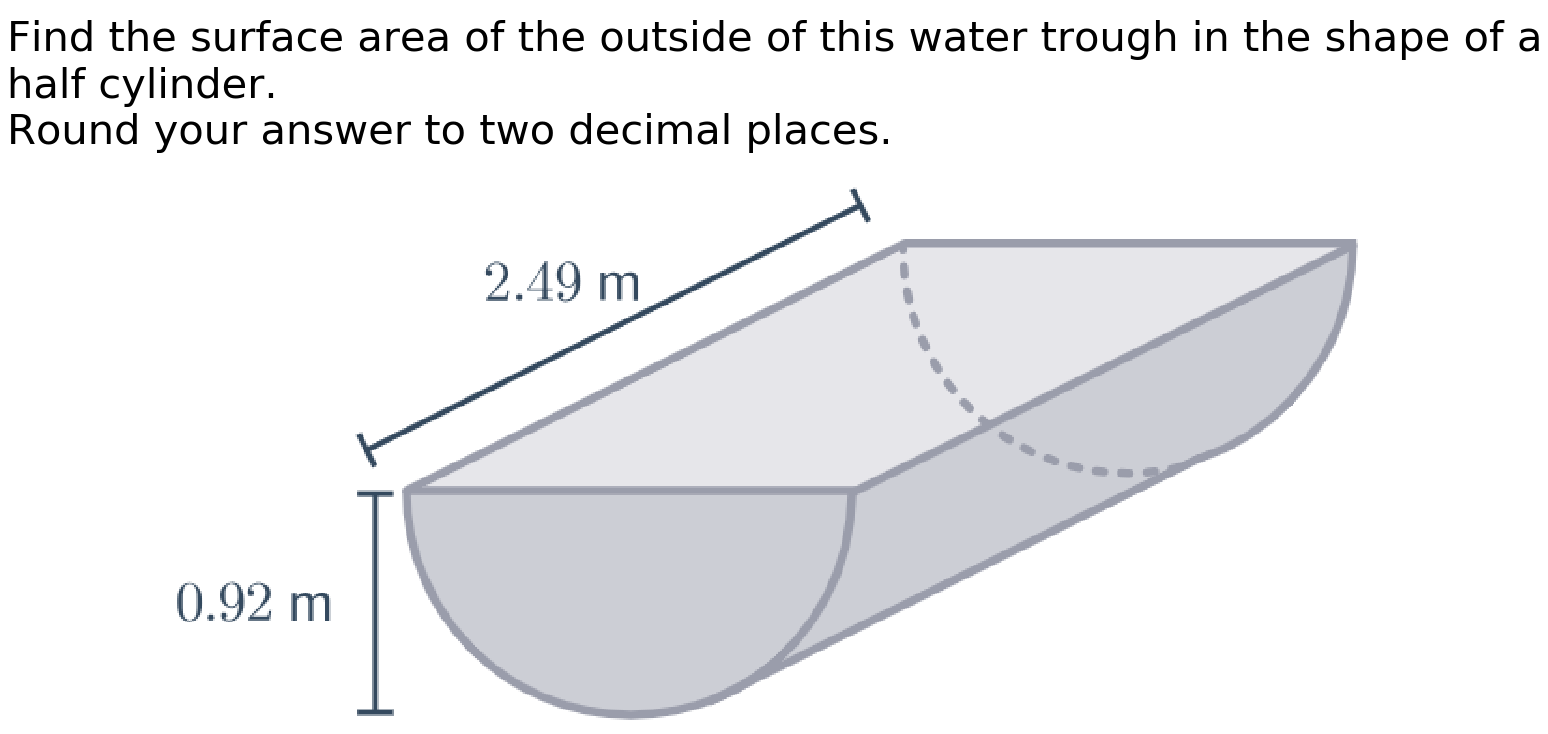 Find the surface area of the outside of this water trough in the shape of a
half cylinder.
Round your answer to two decimal places.
2.49 m
0.92 m